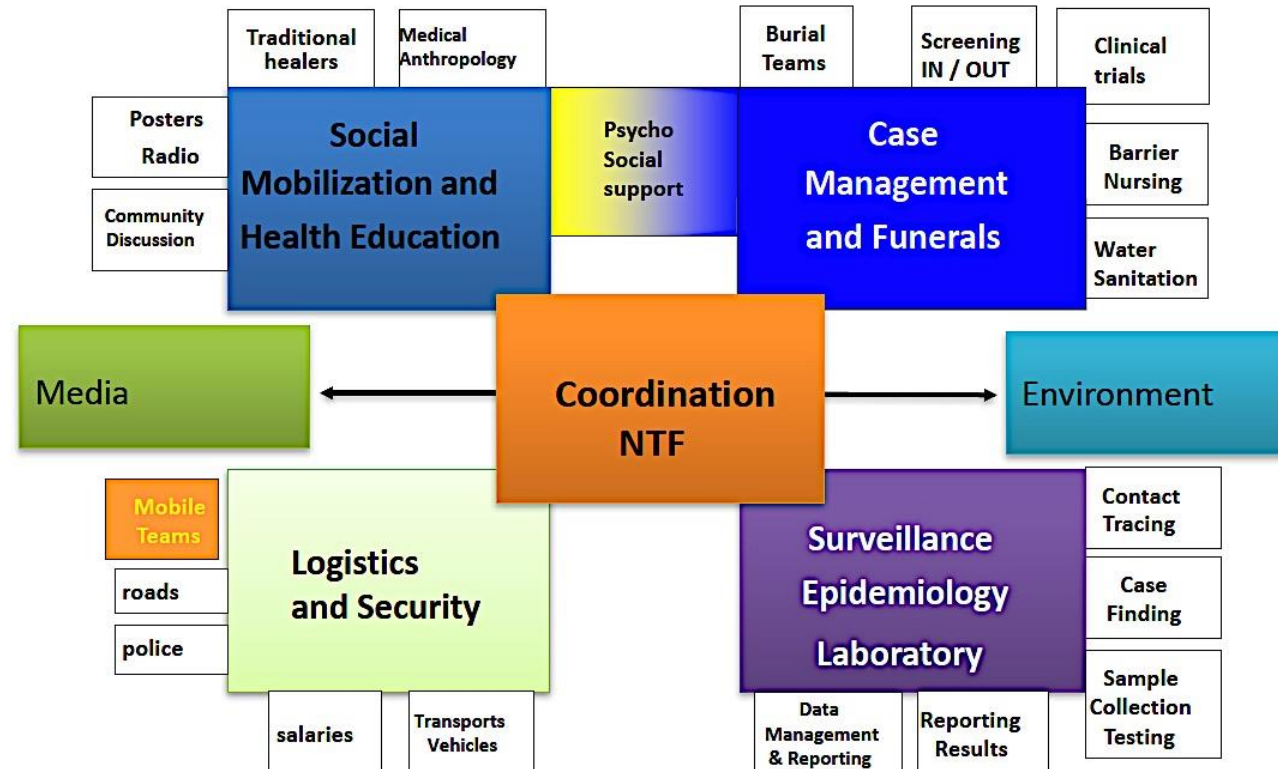 Traditional
healers
Medical
Anthropology
Burial
Teams
Screening
IN / OUT
Clinical
trials
Posters
Radio
Community
Discussion
Social
Mobilization and
Health Education
Psycho
Social
support
Case
Management
and Funerals
Barrier
Nursing
Water
Sanitation
Media
Coordination
NTF
Environment
Mobile
Teams
roads
police
Logistics
and Security
salaries
Transports
Vehicles
Surveillance
Epidemiology
Laboratory
Contact
Tracing
Case
Finding
Sample
Collection
Testing
Data
Management
& Reporting
Reporting
Results